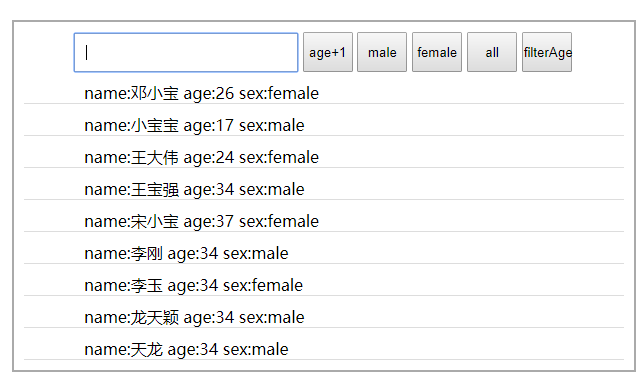 age+1 male female all filterAge
name:邓小宝 age:26 sex:female
name:小宝宝 age:17 sex:male
name:王大伟 age:24 sex:female
name:王宝强 age:34 sex:male
name:宋小宝 age:37 sex:female
name:李刚 age:34 sex:male
name:李玉 age:34 sex:female
name:龙天颖 age:34 sex:male
name:天龙 age:34 sex:male